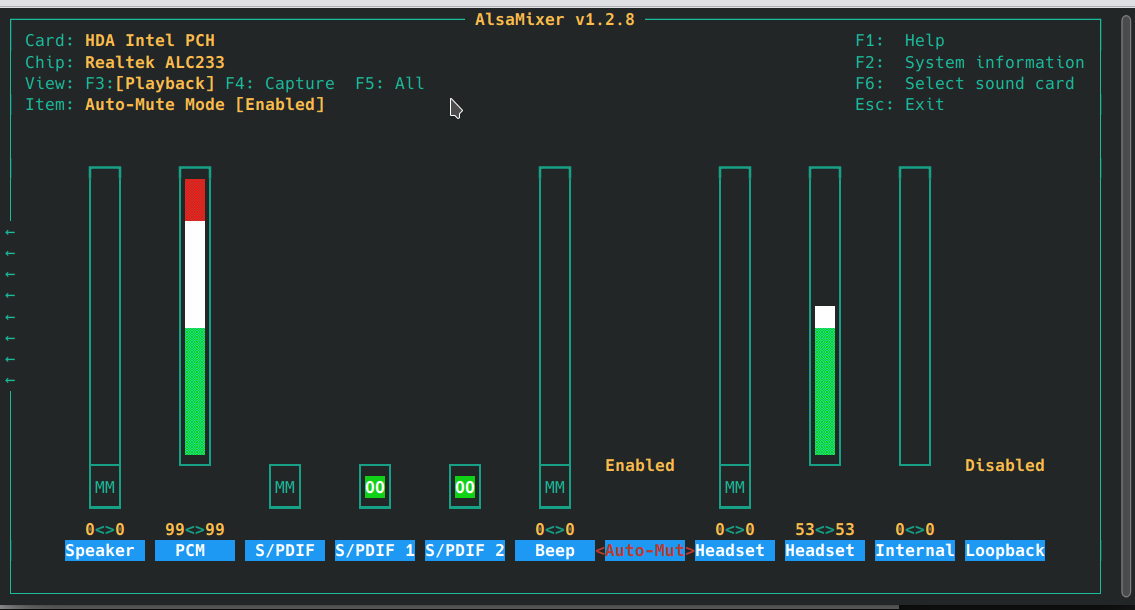 AlsaMixer v1.2.8
Card: HDA Intel PCH
F1: Help
Chip: Realtek ALC233
F2: System information
View: F3:[Playback] F4: Capture F5: All
F6: Select sound card
Item: Auto-Mute Mode [Enabled]
Esc: Exit
←
←
←
←
←
←
←
←
Enabled
Disabled
MM MM OO OO MM MM
0<>0 99<>99 0<>0 0<>0 53<>53 0<>0
Speaker PCM S/PDIF S/PDIF 1 S/PDIF 2 Beep <Auto-Mut>Headset Headset Internal Loopback